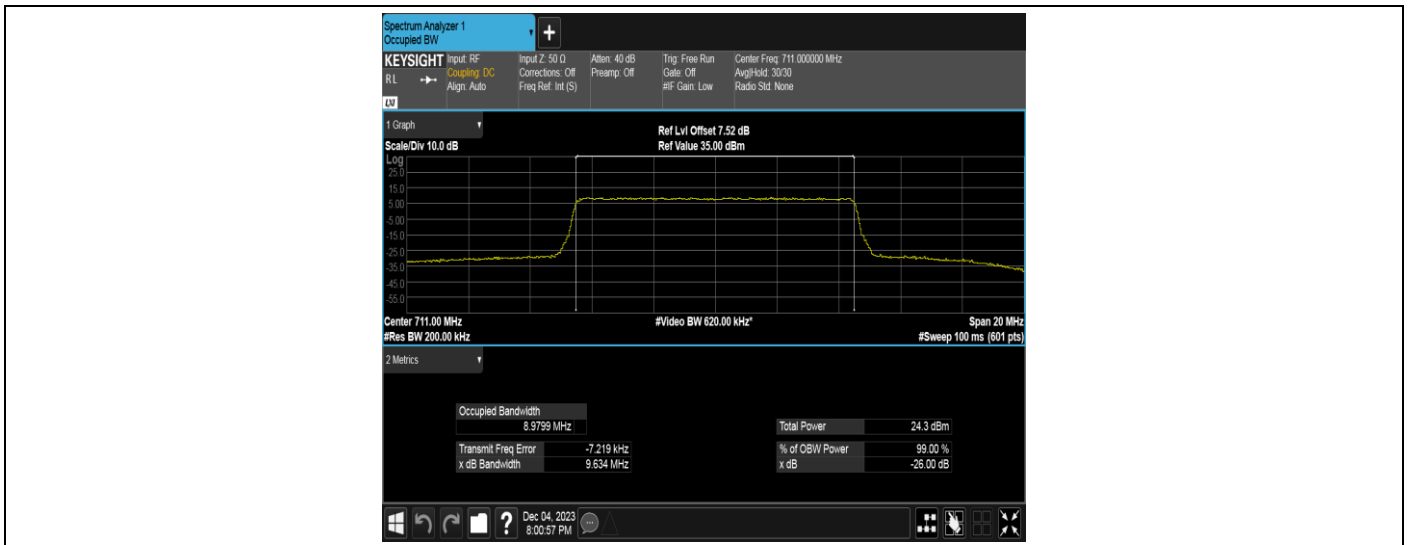 Spectrum Analyzer 1
Occupied BW
+
KEYSIGHT
RL
LXI
Input: RF
Coupling: DC
Align: Auto
Input Z: 50 Ω
Corrections: Off
Freq Ref: Int (S)
Atten: 40 dB
Preamp: Off
Trig: Free Run
Gate: Off
#IF Gain: Low
Center Freq: 711.000000 MHz
Avg|Hold: 30/30
Radio Std: None
1 Graph
Scale/Div 10.0 dB
Ref Lvl Offset 7.52 dB
Ref Value 35.00 dBm
Log
25.0
15.0
5.00
-5.00
-15.0
-25.0
-35.0
-45.0
-55.0
Center 711.00 MHz
#Res BW 200.00 kHz
#Video BW 620.00 kHz*
Span 20 MHz
#Sweep 100 ms (601 pts)
2 Metrics
Occupied Bandwidth
8.9799 MHz
Transmit Freq Error -7.219 kHz
x dB Bandwidth 9.634 MHz
Total Power 24.3 dBm
% of OBW Power 99.00 %
x dB -26.00 dB
?
Dec 04, 2023
8:00:57 PM